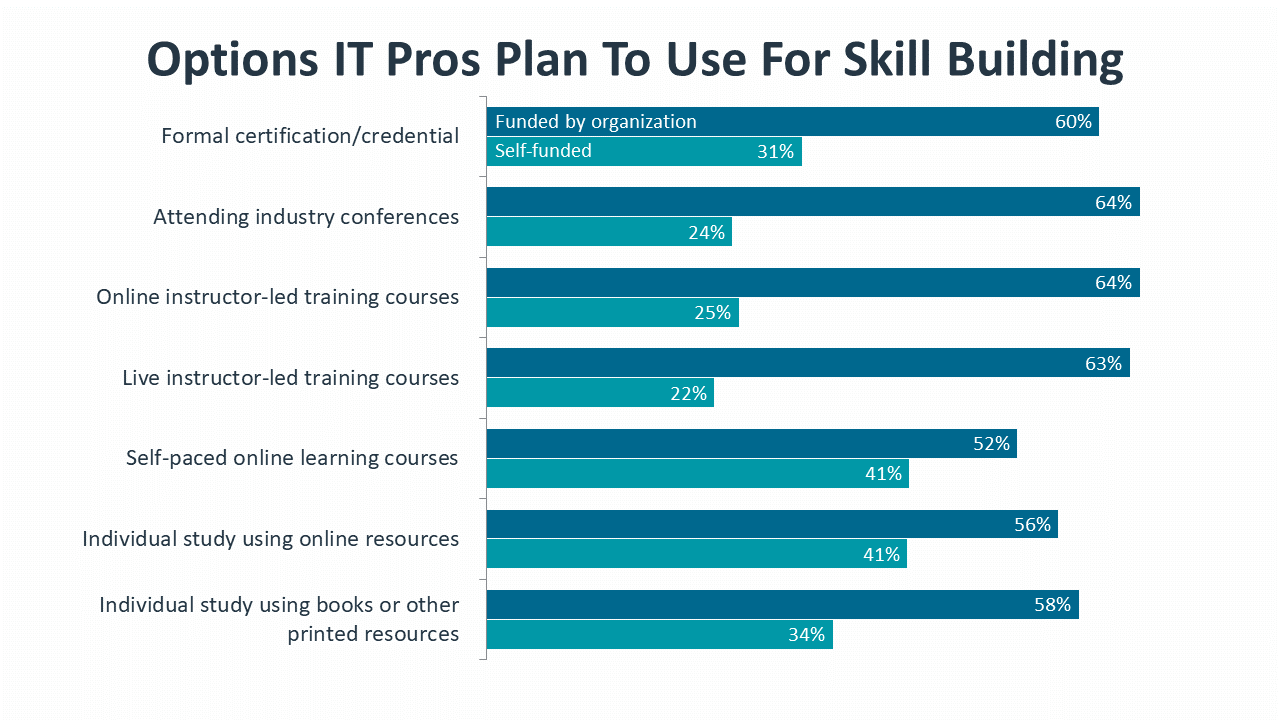 Options IT Pros Plan To Use For Skill Building
Formal certification/credential
Funded by organization 60%
Self-funded 31%
Attending industry conferences
64%
24%
Online instructor-led training courses
64%
25%
Live instructor-led training courses
63%
22%
Self-paced online learning courses
52%
41%
Individual study using online resources
56%
41%
Individual study using books or other
printed resources
58%
34%